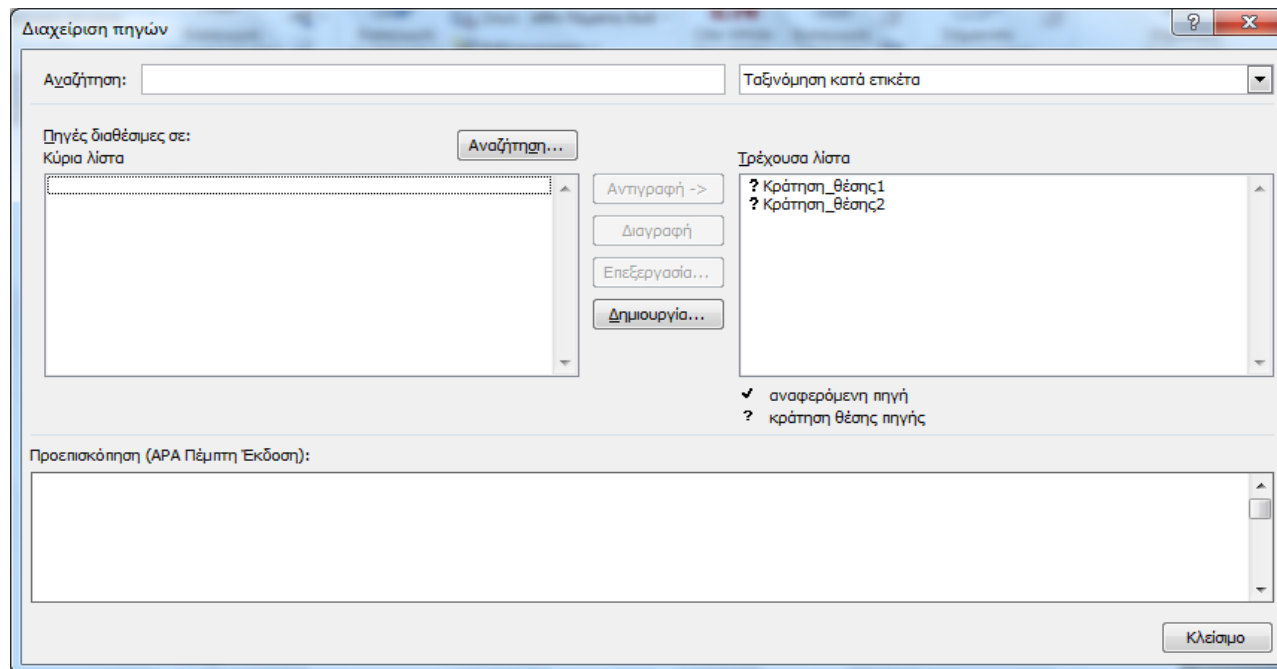 Διαχείριση πηγών
Αναζήτηση:
Ταξινόμηση κατά ετικέτα
Πηγές διαθέσιμες σε:
Κύρια λίστα
Αναζήτηση...
Τρέχουσα λίστα
Αντιγραφή ->
Διαγραφή
Επεξεργασία...
Δημιουργία...
? Κράτηση_θέσης1
? Κράτηση_θέσης2
✔ αναφερόμενη πηγή
? κράτηση θέσης πηγής
Προεπισκόπηση (APA Πέμπτη Έκδοση):
Κλείσιμο